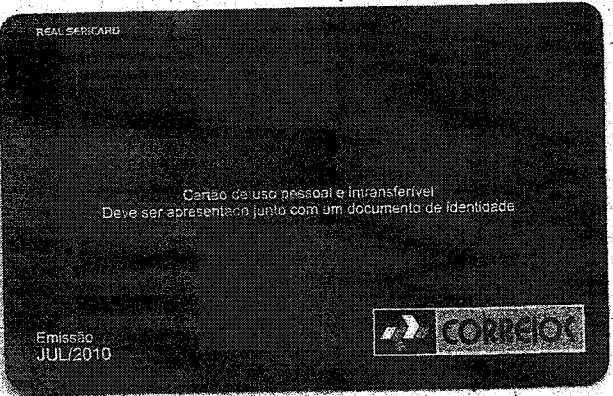 REAL SERICARD
Cartão de uso pessoal e intransferível
Deve ser apresentado junto com um documento de identidade
Emissão
JUL/2010
CORREIOS